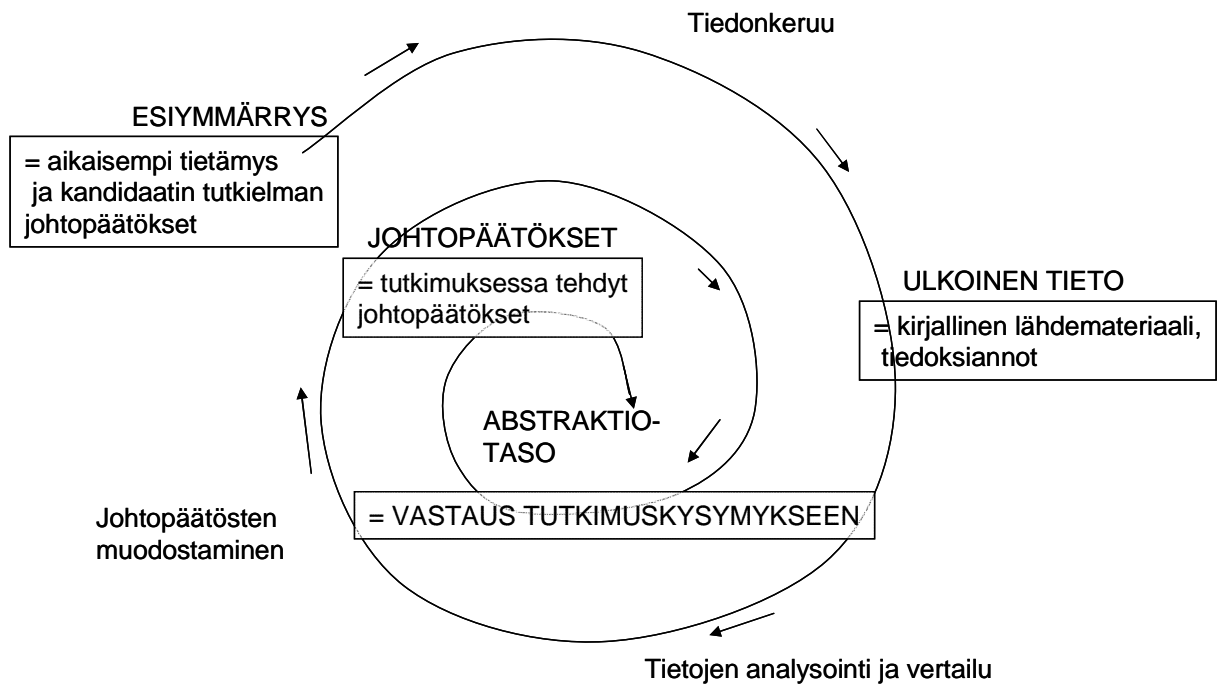 Tiedonkeruu
ESIYMMÄRRYS
= aikaisempi tietämys
ja kandidaatin tutkielman
johtopäätökset
JOHTOPÄÄTÖKSET
= tutkimuksessa tehdyt
johtopäätökset
ULKOINEN TIETO
= kirjallinen lähdemateriaali,
tiedoksiannot
ABSTRAKTIO-
TASO
= VASTAUS TUTKIMUSKYSYMYKSEEN
Johtopäätösten
muodostaminen
Tietojen analysointi ja vertailu